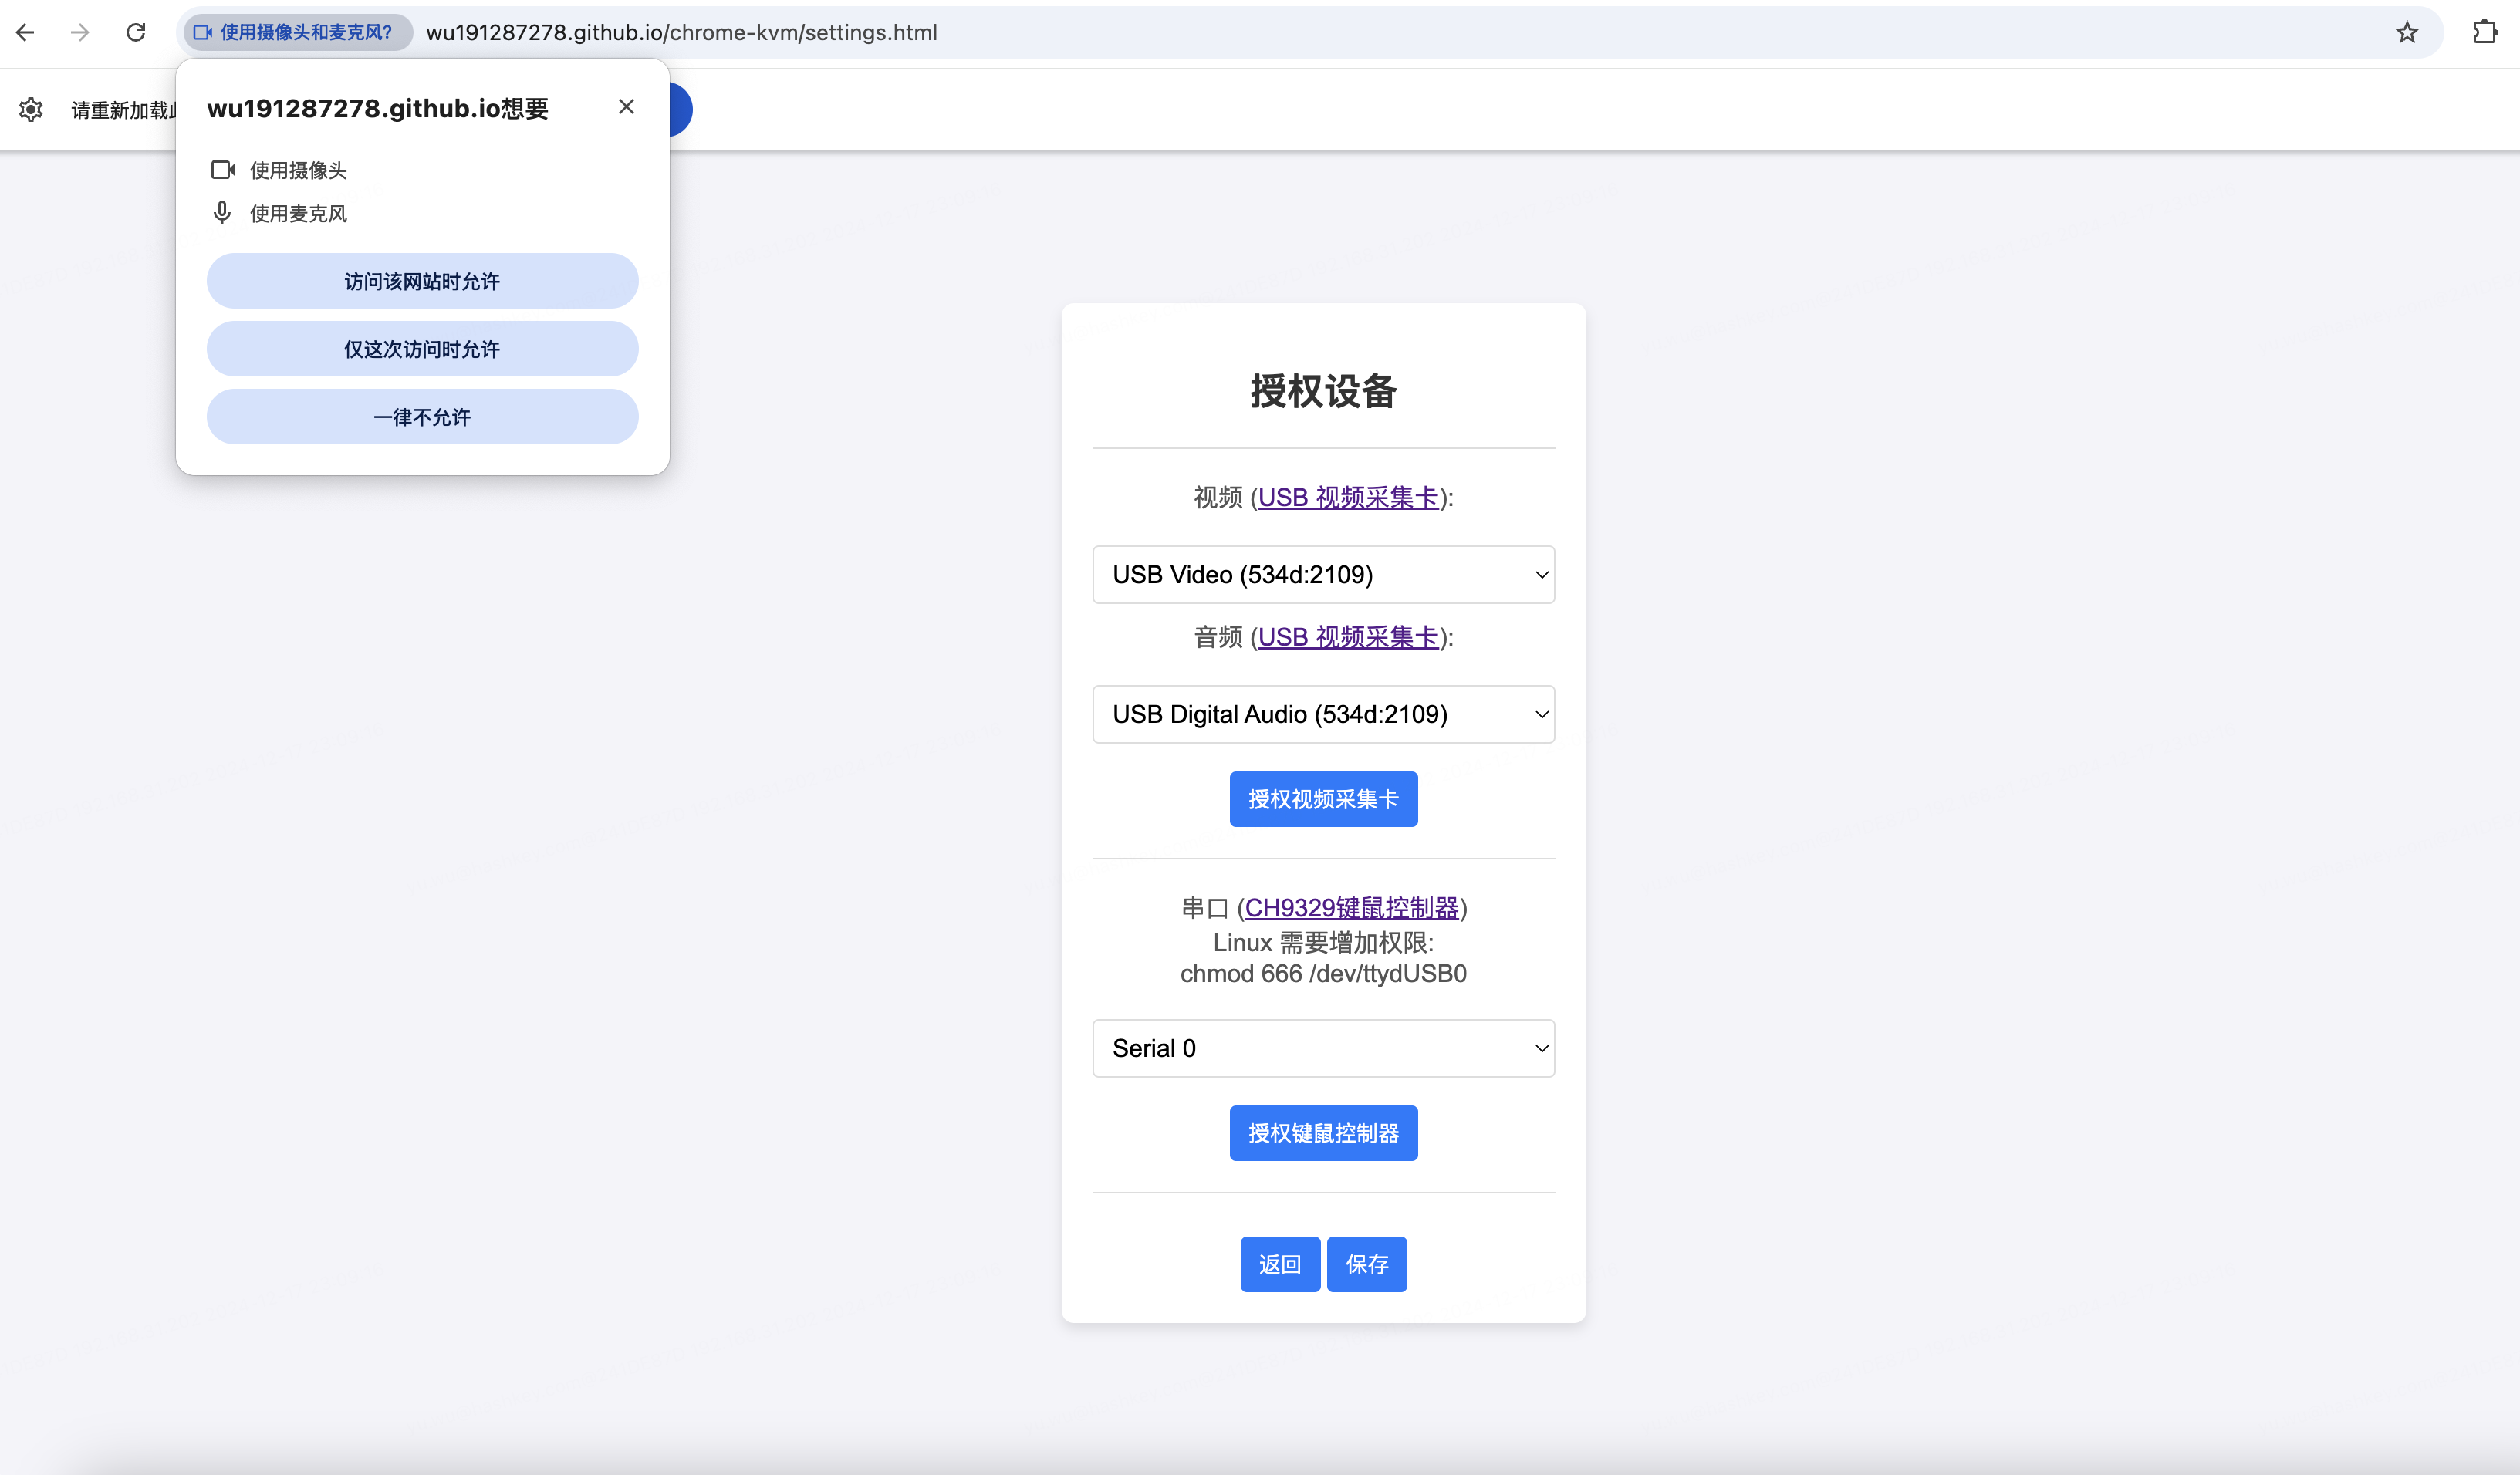 使用摄像头和麦克风?
wu191287278.github.io/chrome-kvm/settings.html
请重新加载
wu191287278.github.io想要
使用摄像头
使用麦克风
访问该网站时允许
仅这次访问时允许
一律不允许
授权设备
视频 (USB 视频采集卡):
USB Video (534d:2109)
音频 (USB 视频采集卡):
USB Digital Audio (534d:2109)
授权视频采集卡
串口 (CH9329键鼠控制器)
Linux 需要增加权限:
chmod 666 /dev/ttydUSB0
Serial 0
授权键鼠控制器
返回 保存